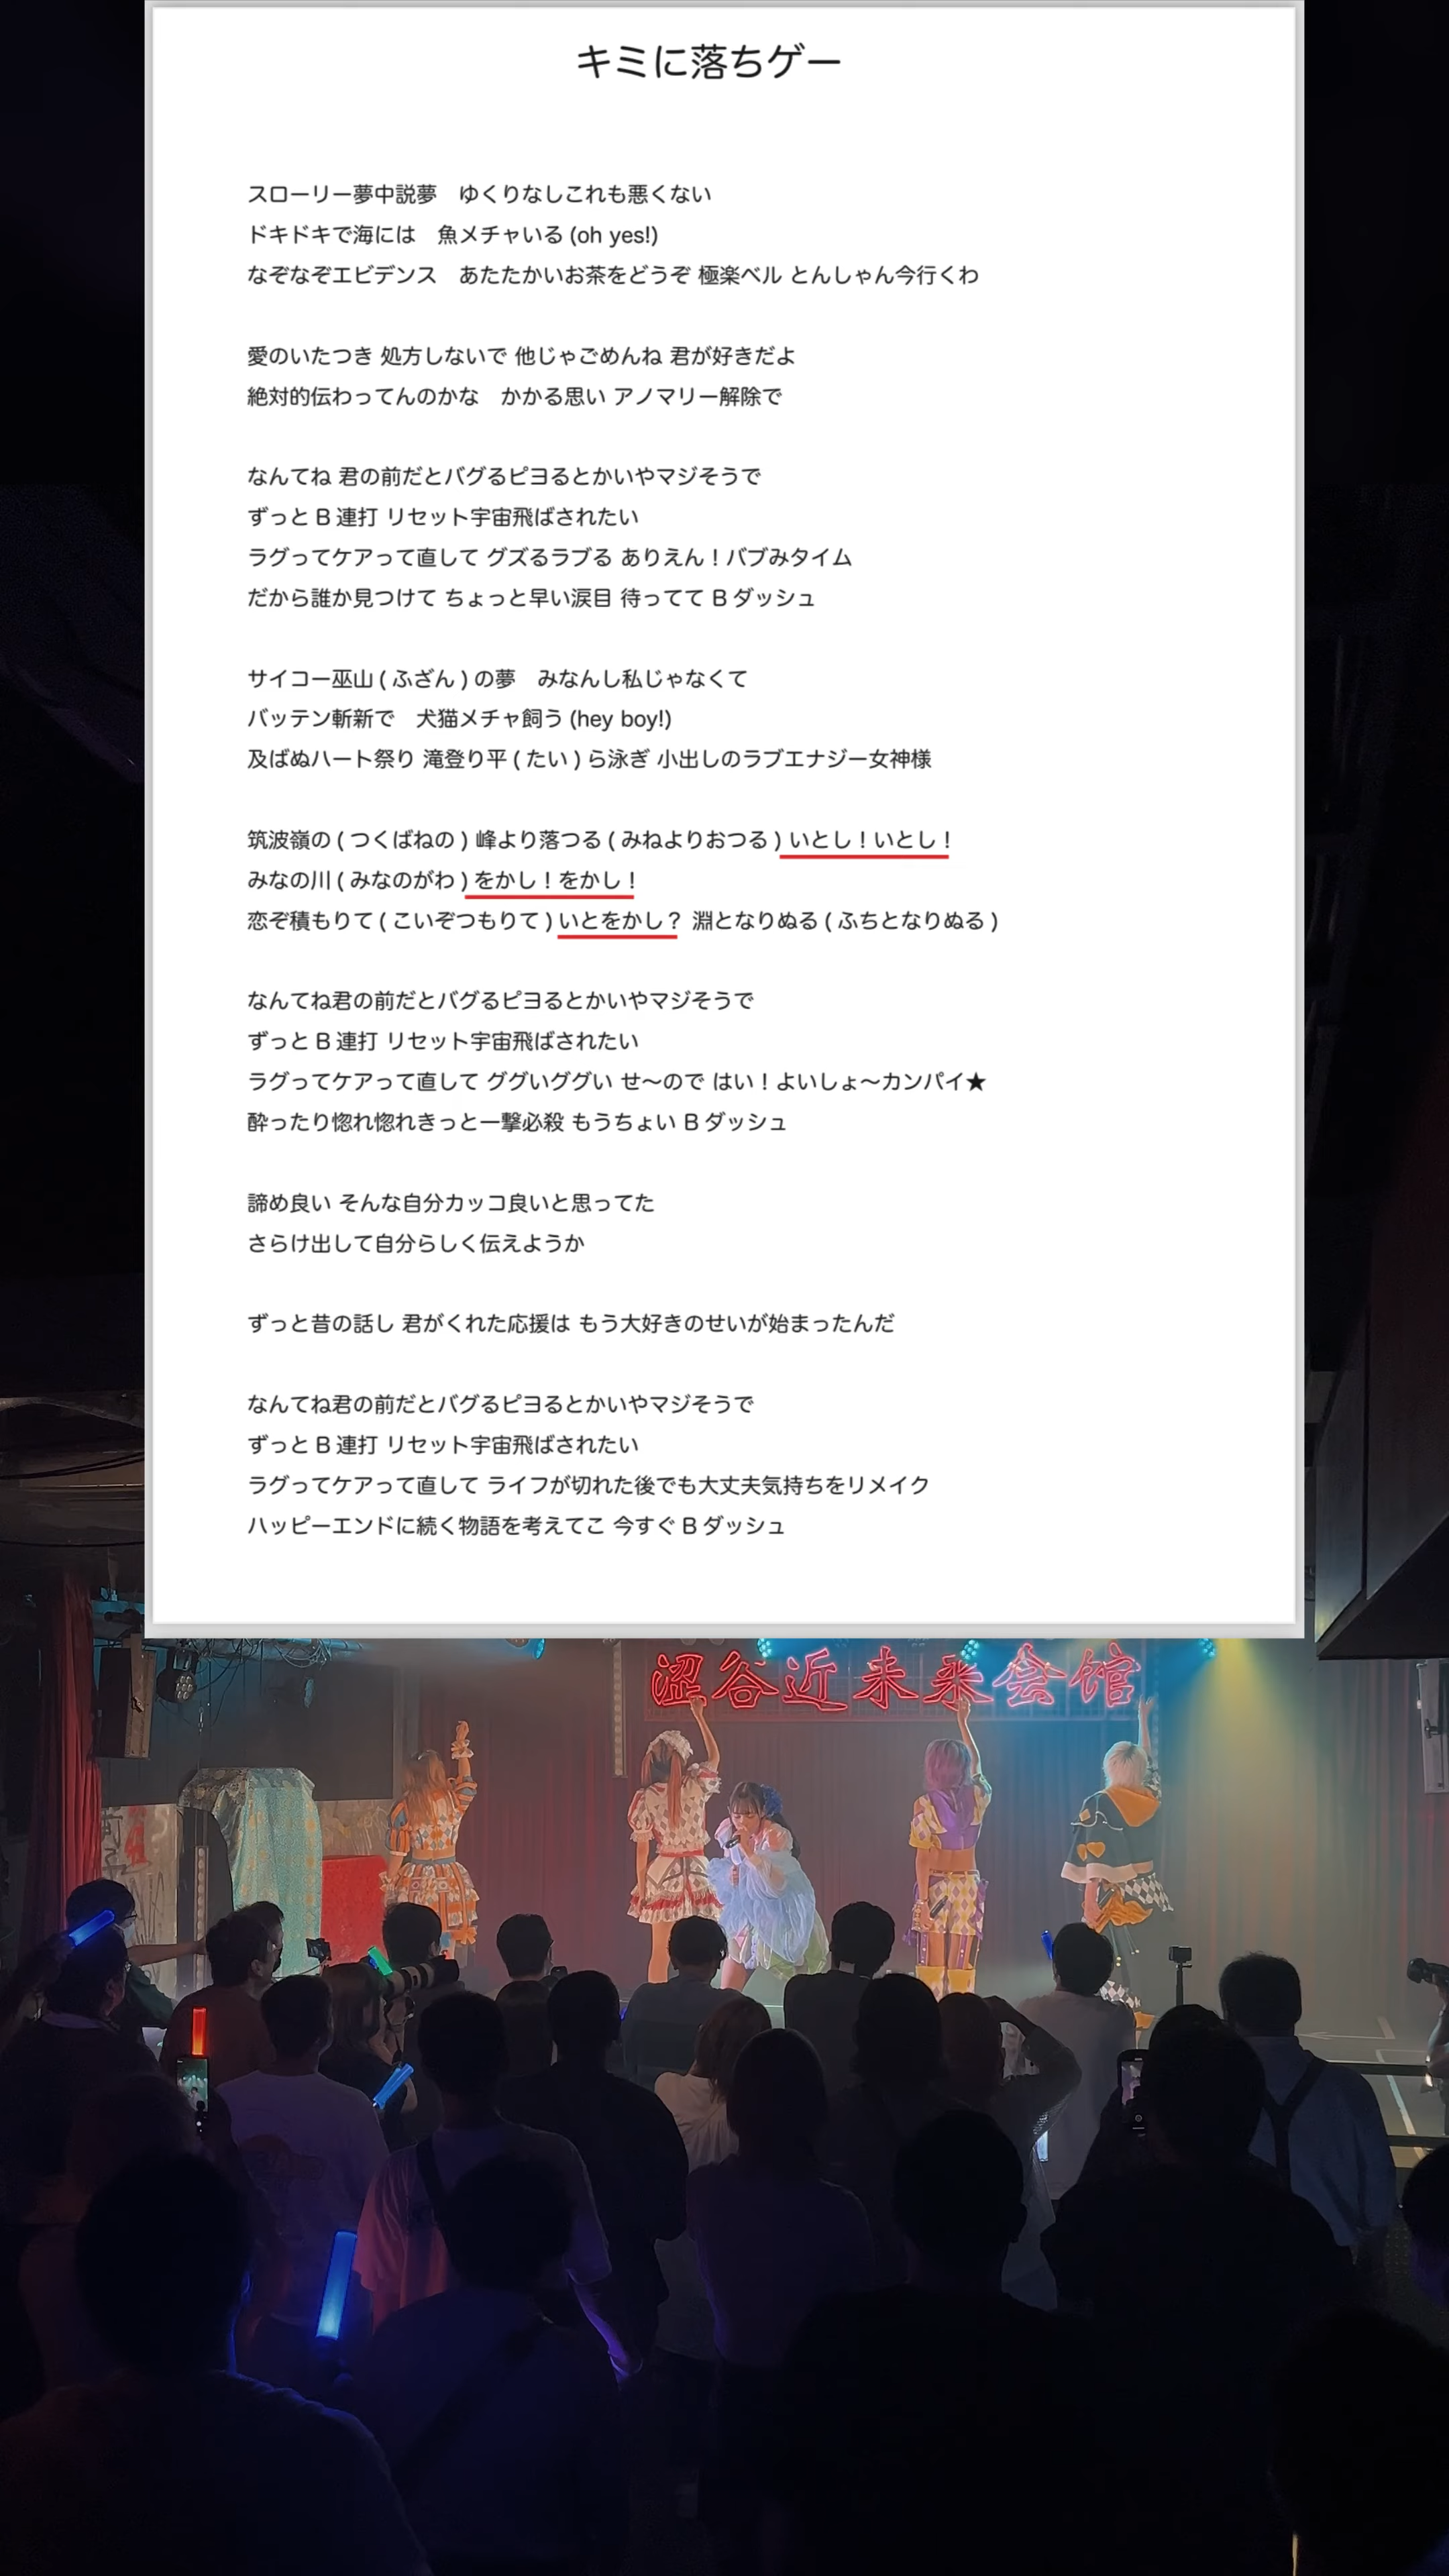 キミに落ちゲー
スローリー夢中説夢　ゆくりなしこれも悪くない
ドキドキで海には　魚メチャいる (oh yes!)
なぞなぞエビデンス　あたたかいお茶をどうぞ 極楽ベル とんしゃん今行くわ
愛のいたつき 処方しないで 他じゃごめんね 君が好きだよ
絶対的伝わってんのかな　かかる思い アノマリー解除で
なんてね 君の前だとバグるピヨるとかいやマジそうで
ずっと B 連打 リセット宇宙飛ばされたい
ラグってケアって直して グズるラブる ありえん！バブみタイム
だから誰か見つけて ちょっと早い涙目 待ってて B ダッシュ
サイコー巫山 ( ふざん ) の夢　みなんし私じゃなくて
バッテン斬新で　犬猫メチャ飼う (hey boy!)
及ばぬハート祭り 滝登り平 ( たい ) ら泳ぎ 小出しのラブエナジー女神様
筑波嶺の ( つくばねの ) 峰より落つる ( みねよりおつる ) いとし！いとし！
みなの川 ( みなのがわ ) をかし！をかし！
恋ぞ積もりて ( こいぞつもりて ) いとをかし？ 淵となりぬる ( ふちとなりぬる )
なんてね君の前だとバグるピヨるとかいやマジそうで
ずっと B 連打 リセット宇宙飛ばされたい
ラグってケアって直して ググいググい せ〜ので はい！よいしょ〜カンパイ★
酔ったり惚れ惚れきっと一撃必殺 もうちょい B ダッシュ
諦め良い そんな自分カッコ良いと思ってた
さらけ出して自分らしく伝えようか
ずっと昔の話し 君がくれた応援は もう大好きのせいが始まったんだ
なんてね君の前だとバグるピヨるとかいやマジそうで
ずっと B 連打 リセット宇宙飛ばされたい
ラグってケアって直して ライフが切れた後でも大丈夫気持ちをリメイク
ハッピーエンドに続く物語を考えてこ 今すぐ B ダッシュ
澀谷近未来会館